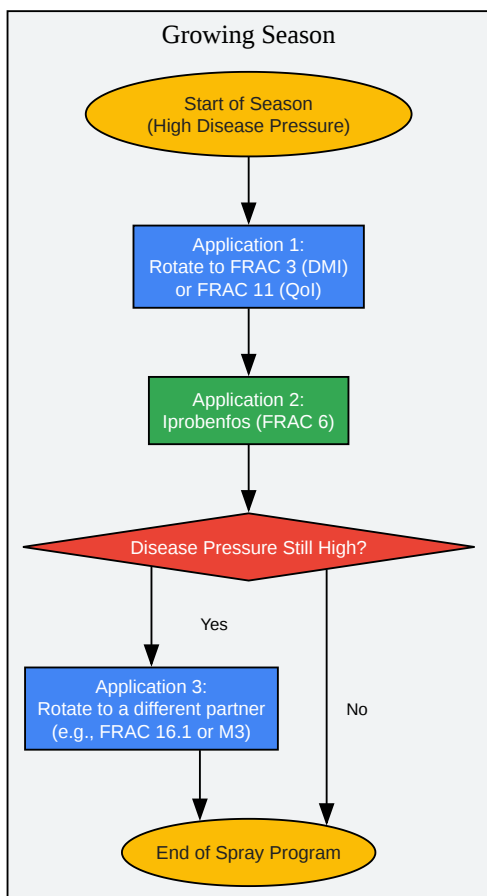 Growing Season
Start of Season
(High Disease Pressure)
Application 1:
Rotate to FRAC 3 (DMI)
or FRAC 11 (QoI)
Application 2:
Iprobenfos (FRAC 6)
Disease Pressure Still High?
Yes
Application 3:
Rotate to a different partner
(e.g., FRAC 16.1 or M3)
No
End of Spray Program